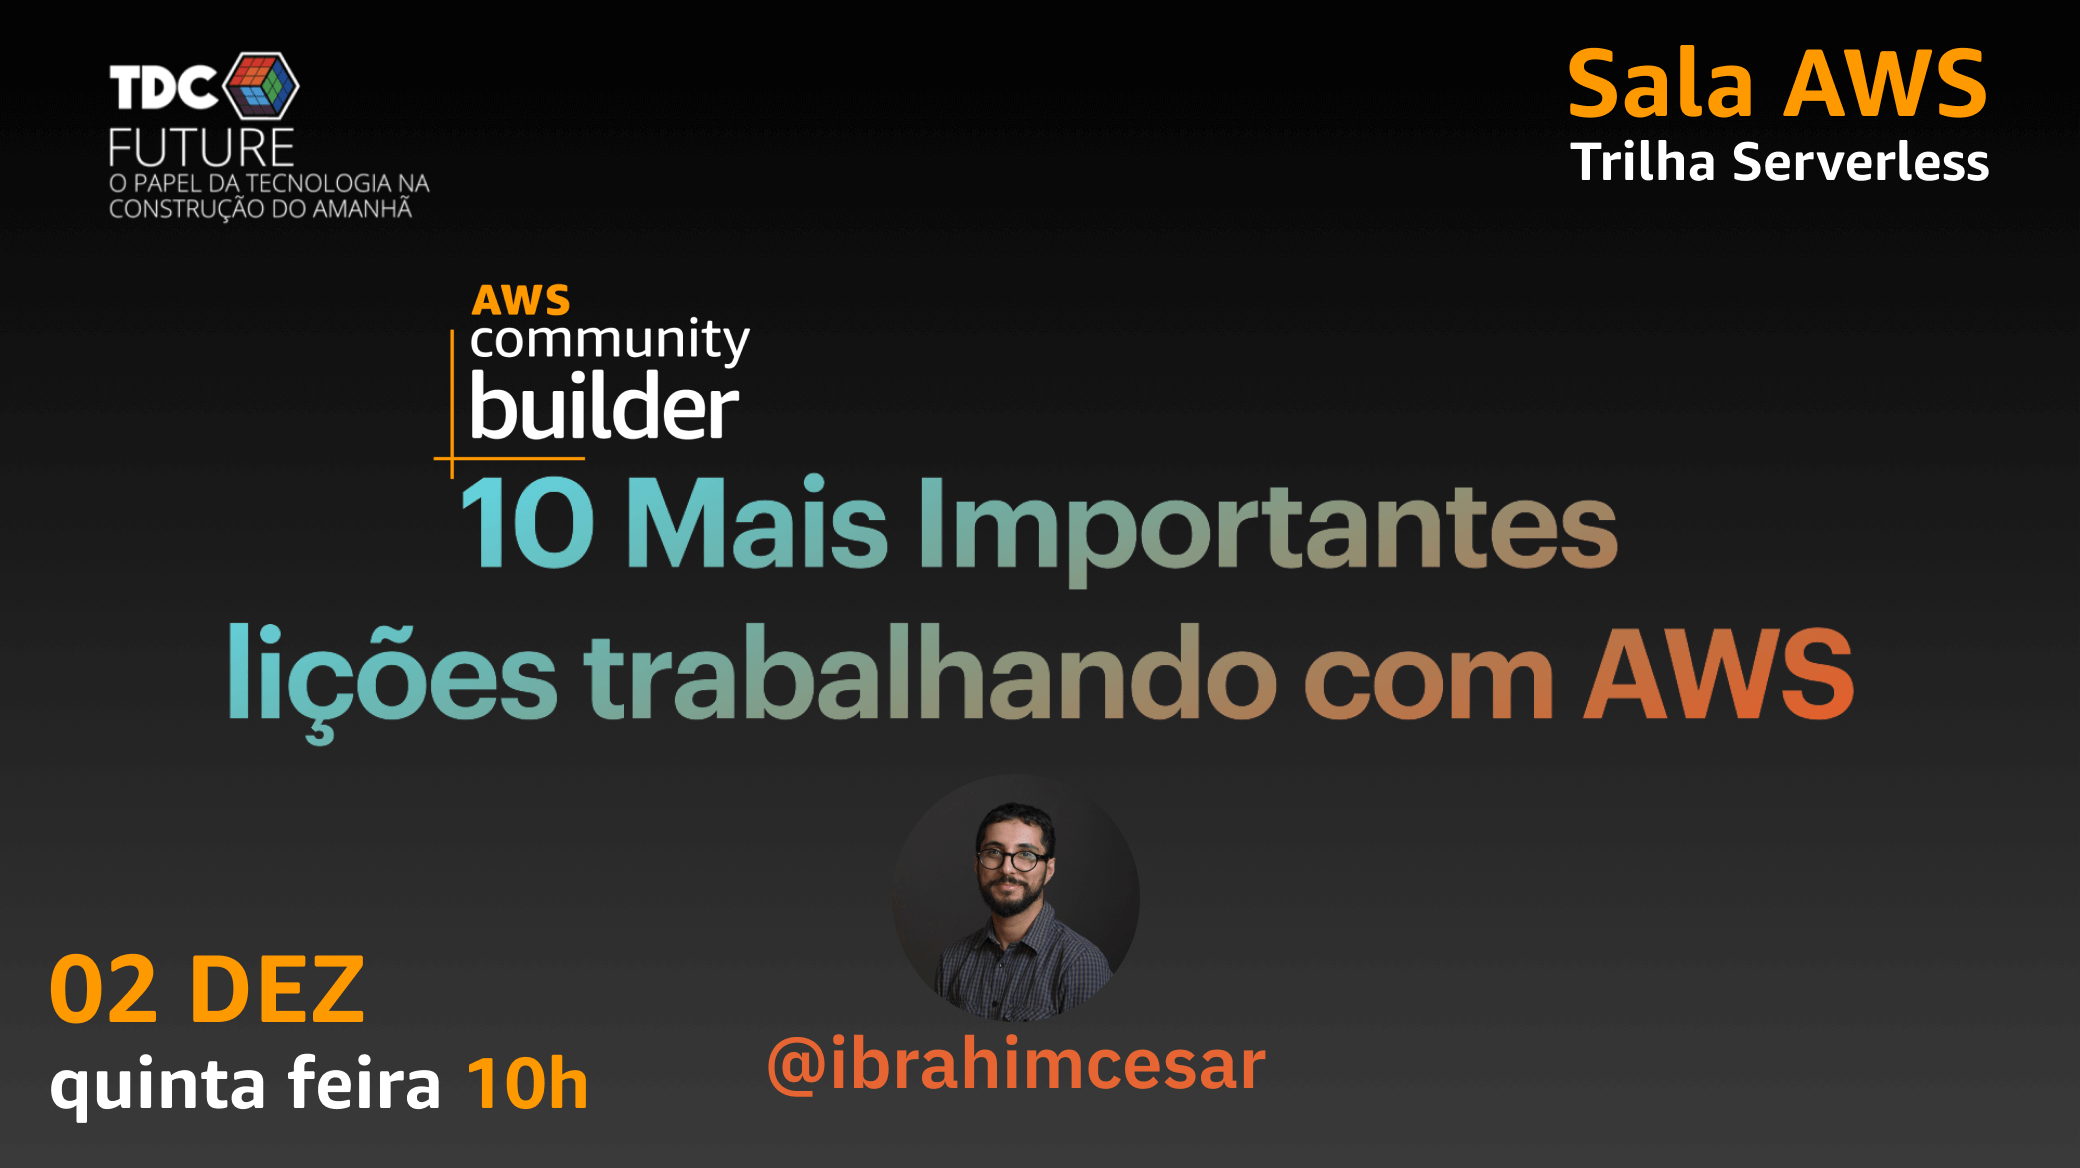 TDC
FUTURE
O PAPEL DA TECNOLOGIA NA
CONSTRUÇÃO DO AMANHÃ
Sala AWS
Trilha Serverless
AWS
community
builder
10 Mais Importantes
lições trabalhando com AWS
@ibrahimcesar
02 DEZ
quinta feira 10h